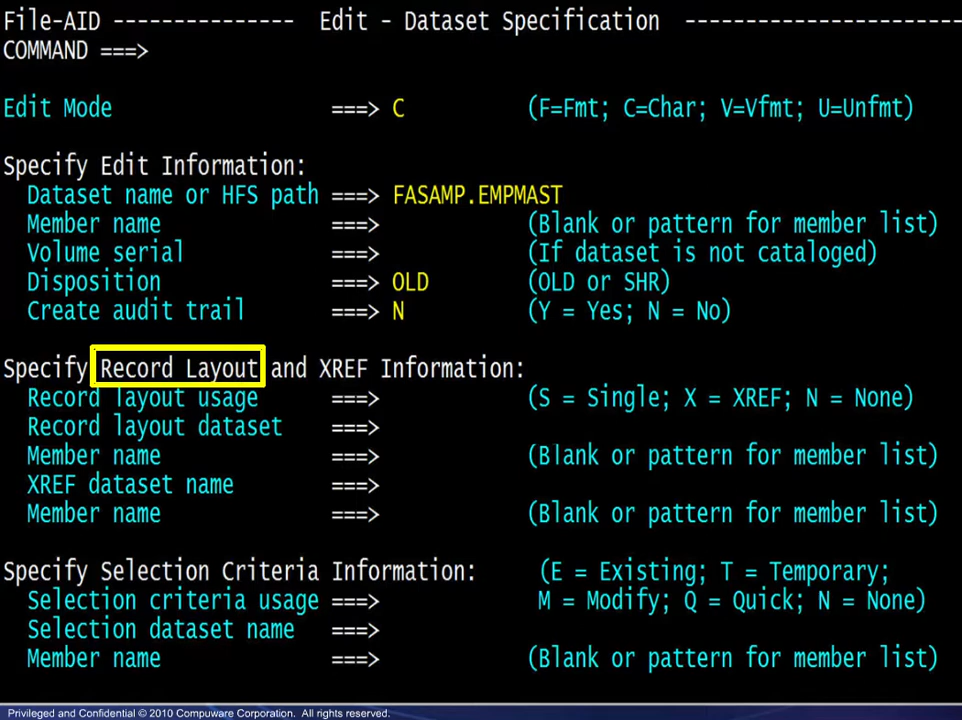 File-AID --------------- Edit - Dataset Specification -----------------------
COMMAND ===>
Edit Mode ===> C (F=Fmt; C=Char; V=Vfmt; U=Unfmt)
Specify Edit Information:
Dataset name or HFS path ===> FASAMP.EMPMAST
Member name ===> (Blank or pattern for member list)
Volume serial ===> (If dataset is not cataloged)
Disposition ===> OLD (OLD or SHR)
Create audit trail ===> N (Y = Yes; N = No)
Specify Record Layout and XREF Information:
Record layout usage ===> (S = Single; X = XREF; N = None)
Record layout dataset ===>
Member name ===> (Blank or pattern for member list)
XREF dataset name ===>
Member name ===> (Blank or pattern for member list)
Specify Selection Criteria Information: (E = Existing; T = Temporary;
Selection criteria usage ===> M = Modify; Q = Quick; N = None)
Selection dataset name ===>
Member name ===> (Blank or pattern for member list)
Privileged and Confidential © 2010 Compuware Corporation. All rights reserved.